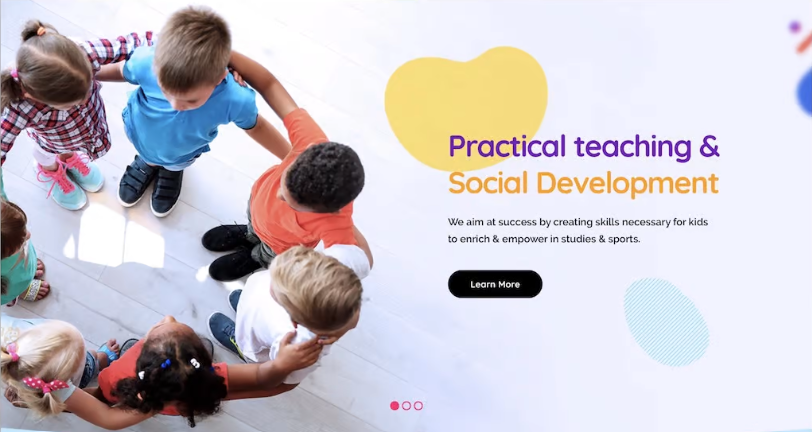 Practical teaching &
Social Development
We aim at success by creating skills necessary for kids
to enrich & empower in studies & sports.
Learn More